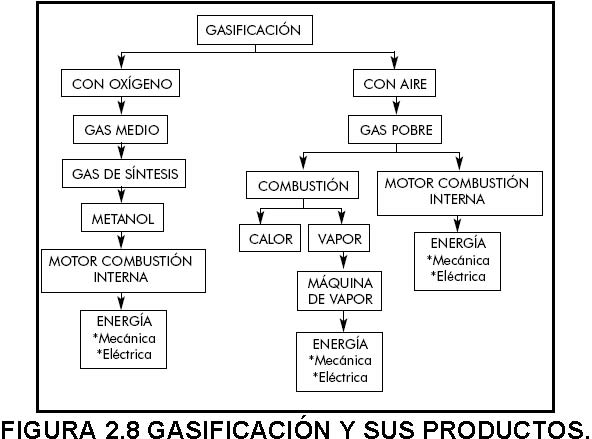 GASIFICACIÓN
CON OXÍGENO
CON AIRE
GAS MEDIO
GAS POBRE
GAS DE SÍNTESIS
COMBUSTIÓN
MOTOR COMBUSTIÓN
INTERNA
METANOL
CALOR
VAPOR
ENERGÍA
*Mecánica
*Eléctrica
MOTOR COMBUSTIÓN
INTERNA
MÁQUINA
DE VAPOR
ENERGÍA
*Mecánica
*Eléctrica
ENERGÍA
*Mecánica
*Eléctrica
FIGURA 2.8 GASIFICACIÓN Y SUS PRODUCTOS.